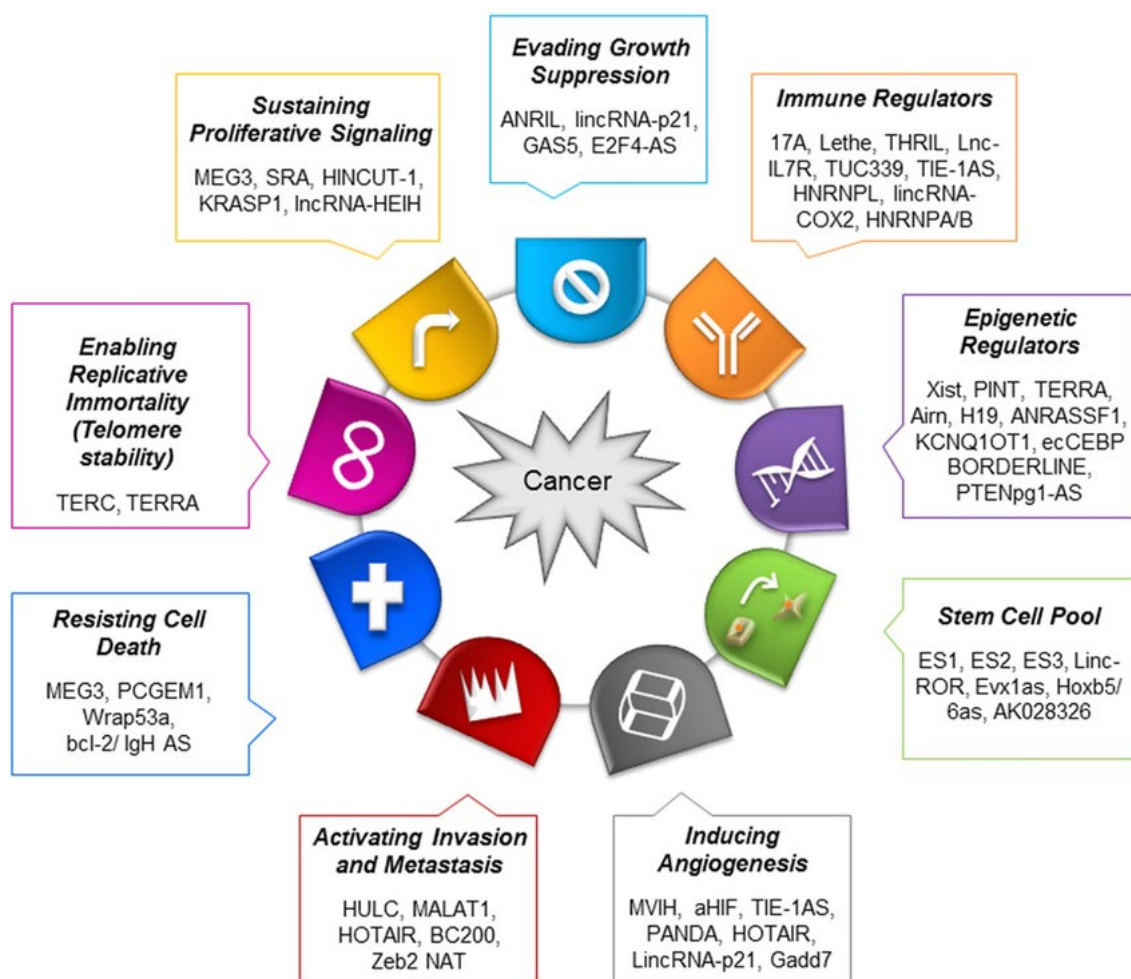 Evading Growth
Suppression
ANRIL, lincRNA-p21,
GAS5, E2F4-AS
Sustaining
Proliferative Signaling
MEG3, SRA, HINCUT-1,
KRASP1, lncRNA-HEIH
Immune Regulators
17A, Lethe, THRIL, Lnc-
IL7R, TUC339, TIE-1AS,
HNRNPL, lincRNA-
COX2, HNRNPA/B
Enabling
Replicative
Immortality
(Telomere
stability)
TERC, TERRA
Epigenetic
Regulators
Xist, PINT, TERRA,
Airn, H19, ANRASSF1,
KCNQ1OT1, ecCEBP
BORDERLINE,
PTENpg1-AS
Cancer
Resisting Cell
Death
MEG3, PCGEM1,
Wrap53a,
bcl-2/ IgH AS
Stem Cell Pool
ES1, ES2, ES3, Linc-
ROR, Evx1as, Hoxb5/
6as, AK028326
Activating Invasion
and Metastasis
HULC, MALAT1,
HOTAIR, BC200,
Zeb2 NAT
Inducing
Angiogenesis
MVIH, aHIF, TIE-1AS,
PANDA, HOTAIR,
LincRNA-p21, Gadd7